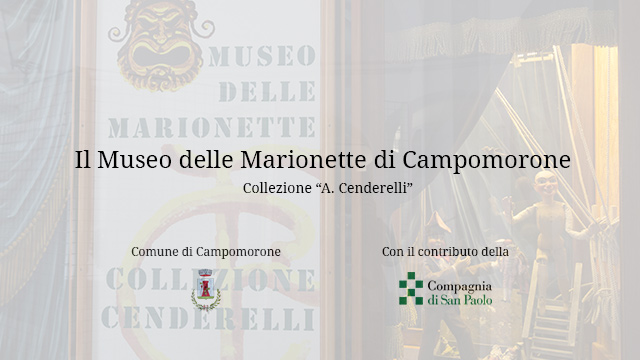 MUSEO
DELLE
MARIONETTE
Il Museo delle Marionette di Campomorone
Collezione “A. Cenderelli”
Comune di Campomorone
Con il contributo della
COLLEZIONE
CENDERELLI
Compagnia
di San Paolo